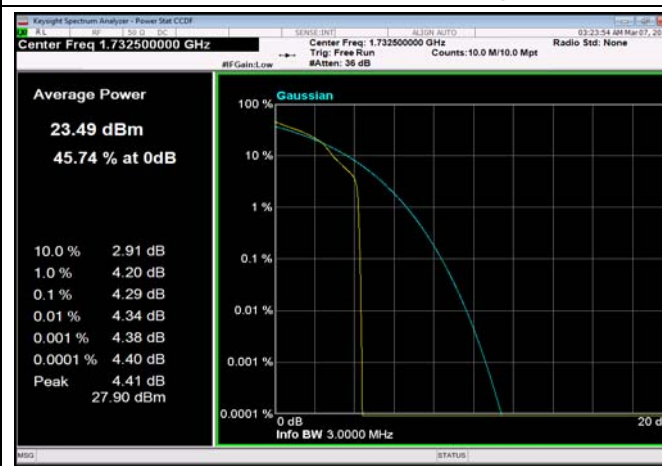 Keysight Spectrum Analyzer - Power Stat CCDF
RL RF 50 Ω DC SENSE:INT ALIGN AUTO 03:23:54 AM Mar 07, 20
Center Freq 1.732500000 GHz
Center Freq: 1.732500000 GHz Radio Std: None
Trig: Free Run Counts:10.0 M/10.0 Mpt
#IFGain:Low #Atten: 36 dB
Average Power
23.49 dBm
45.74 % at 0dB
10.0 % 2.91 dB
1.0 % 4.20 dB
0.1 % 4.29 dB
0.01 % 4.34 dB
0.001 % 4.38 dB
0.0001 % 4.40 dB
Peak 4.41 dB
27.90 dBm
Gaussian
100 %
10 %
1 %
0.1 %
0.01 %
0.001 %
0.0001 %
0 dB 20 d
Info BW 3.0000 MHz
MSG STATUS